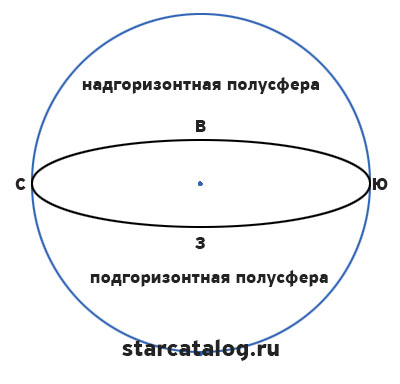 надгоризонтная полусфера
В
С
Ю
З
подгоризонтная полусфера
starcatalog.ru